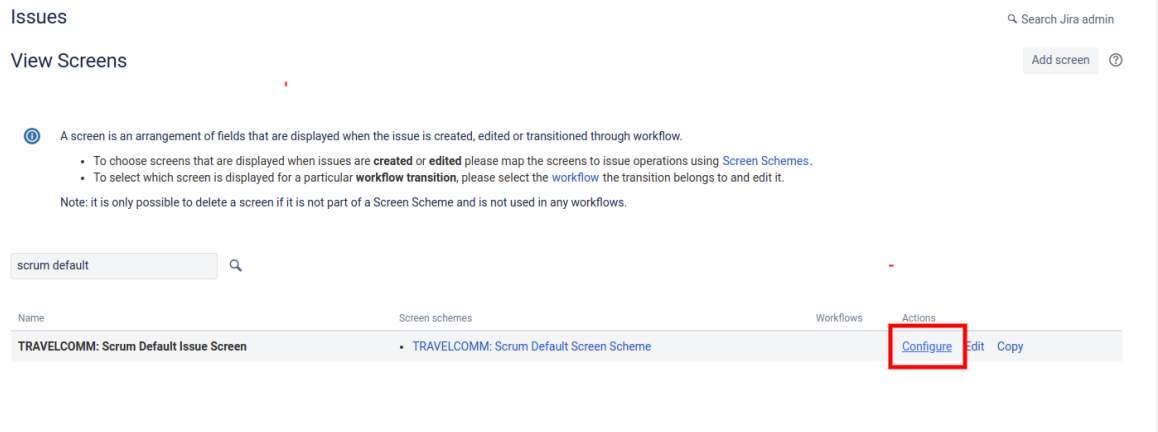 Issues
Search Jira admin
View Screens
Add screen
A screen is an arrangement of fields that are displayed when the issue is created, edited or transitioned through workflow.
• To choose screens that are displayed when issues are created or edited please map the screens to issue operations using Screen Schemes.
• To select which screen is displayed for a particular workflow transition, please select the workflow the transition belongs to and edit it.
Note: it is only possible to delete a screen if it is not part of a Screen Scheme and is not used in any workflows.
scrum default
Name Screen schemes Workflows Actions
TRAVELCOMM: Scrum Default Issue Screen • TRAVELCOMM: Scrum Default Screen Scheme Configure Edit Copy